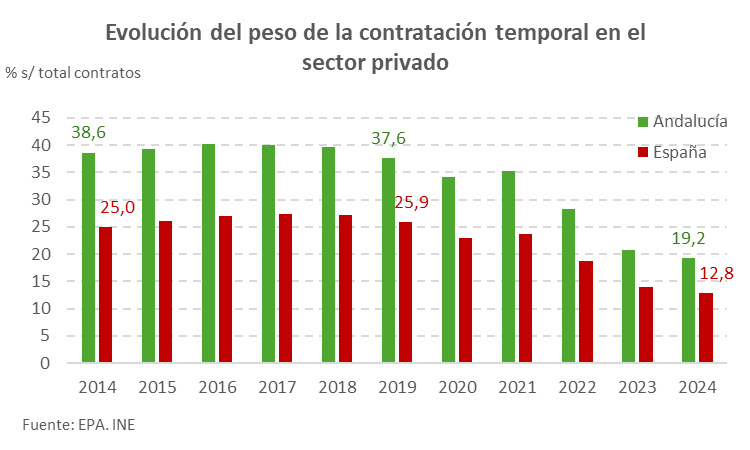 Evolución del peso de la contratación temporal en el
sector privado
% s/ total contratos
45
40
35
30
25
20
15
10
5
0
38,6
25,0
37,6
25,9
19,2
12,8
Andalucía
España
2014 2015 2016 2017 2018 2019 2020 2021 2022 2023 2024
Fuente: EPA. INE